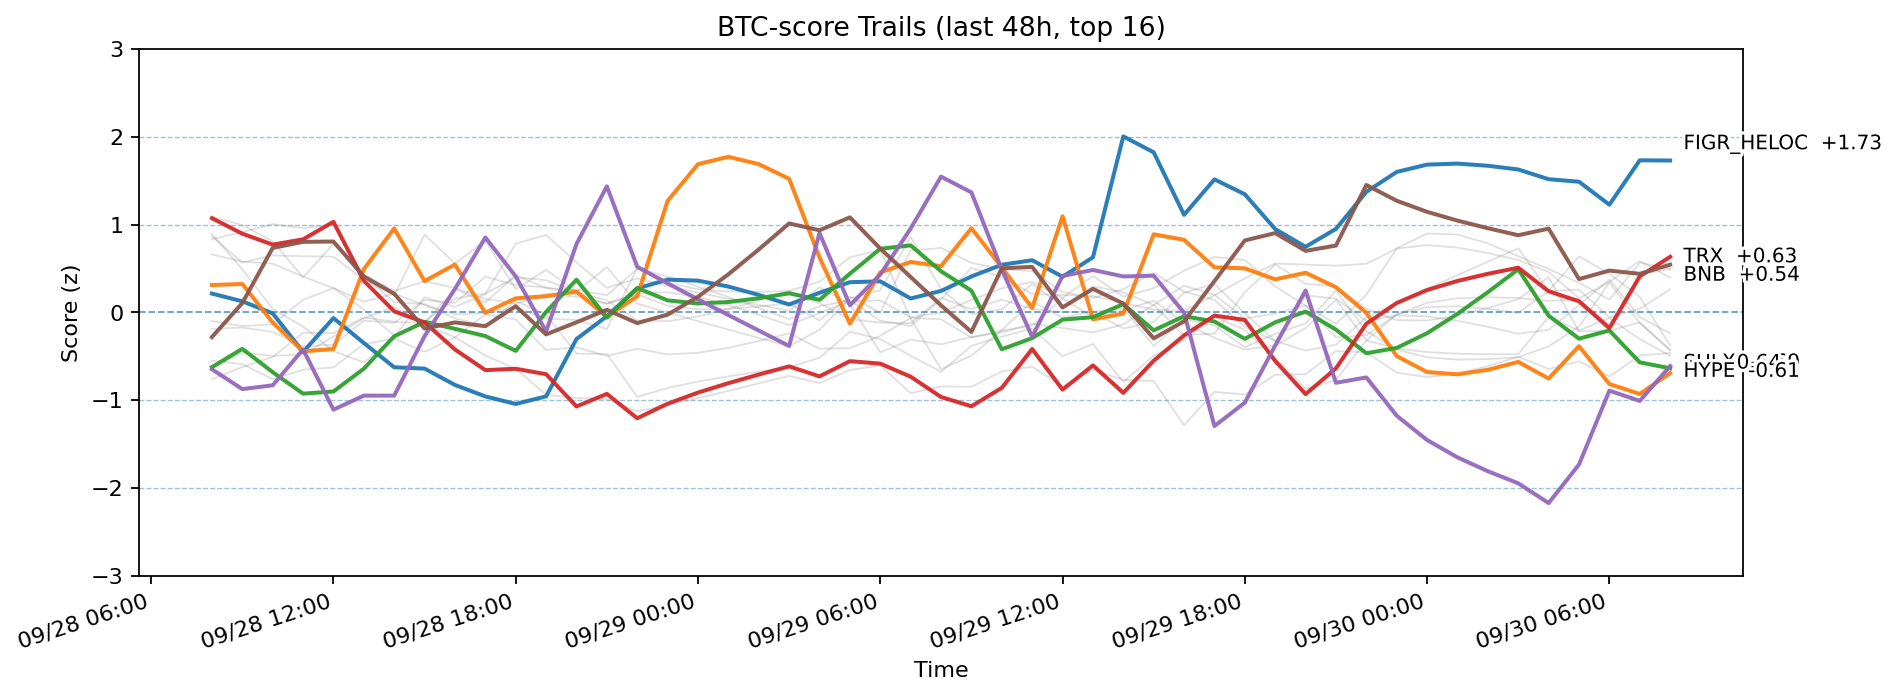 BTC-score Trails (last 48h, top 16)
Score (z)
3
2
1
0
−1
−2
−3
FIGR_HELOC +1.73
TRX +0.63
BNB +0.54
HYPE -0.61
09/28 06:00
09/28 12:00
09/28 18:00
09/29 00:00
09/29 06:00
09/29 12:00
09/29 18:00
09/30 00:00
09/30 06:00
Time